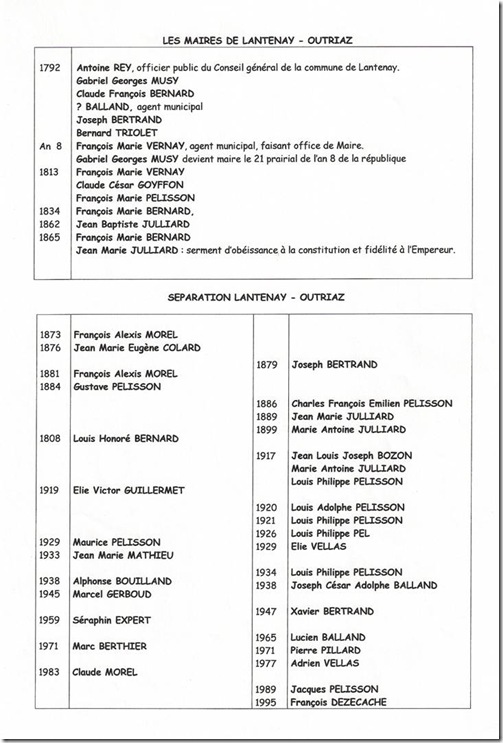 LES MAIRES DE LANTENAY - OUTRIAZ
1792 Antoine REY, officier public du Conseil général de la commune de Lantenay.
Gabriel Georges MUSY
Claude François BERNARD
? BALLAND, agent municipal
Joseph BERTRAND
Bernard TRIOLET
An 8 François Marie VERNAY, agent municipal, faisant office de Maire.
Gabriel Georges MUSY devient maire le 21 prairial de l'an 8 de la république
1813 François Marie VERNAY
Claude César GOYFFON
François Marie PELISSON
1834 François Marie BERNARD,
1862 Jean Baptiste JULLIARD
1865 François Marie BERNARD
Jean Marie JULLIARD : serment d'obéissance à la constitution et fidélité à l'Empereur.
SEPARATION LANTENAY - OUTRIAZ
1873 François Alexis MOREL
1876 Jean Marie Eugène COLARD
1879 Joseph BERTRAND
1881 François Alexis MOREL
1884 Gustave PELISSON
1886 Charles François Emilien PELISSON
1889 Jean Marie JULLIARD
1899 Marie Antoine JULLIARD
1808 Louis Honoré BERNARD
1917 Jean Louis Joseph BOZON
Marie Antoine JULLIARD
Louis Philippe PELISSON
1919 Elie Victor GUILLERMET
1920 Louis Adolphe PELISSON
1921 Louis Philippe PELISSON
1926 Louis Philippe PEL
1929 Maurice PELISSON
1929 Elie VELLAS
1933 Jean Marie MATHIEU
1934 Louis Philippe PELISSON
1938 Alphonse BOUILLAND
1938 Joseph César Adolphe BALLAND
1945 Marcel GERBOUD
1947 Xavier BERTRAND
1959 Séraphin EXPERT
1965 Lucien BALLAND
1971 Marc BERTHIER
1971 Pierre PILLARD
1977 Adrien VELLAS
1983 Claude MOREL
1989 Jacques PELISSON
1995 François DEZECACHE